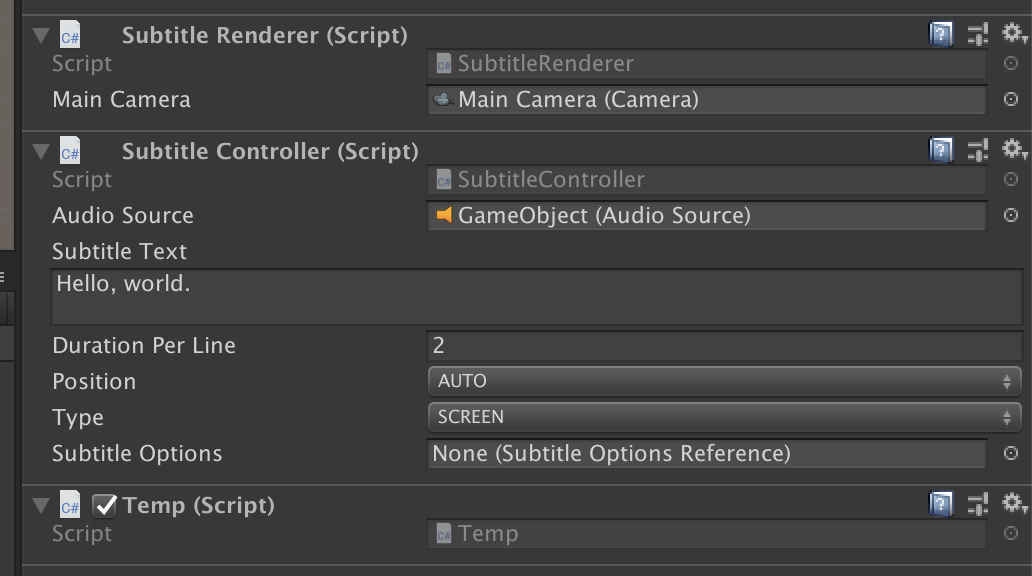 Subtitle Renderer (Script)
Script SubtitleRenderer
Main Camera Main Camera (Camera)
Subtitle Controller (Script)
Script SubtitleController
Audio Source GameObject (Audio Source)
Subtitle Text
Hello, world.
Duration Per Line 2
Position AUTO
Type SCREEN
Subtitle Options None (Subtitle Options Reference)
Temp (Script)
Script Temp